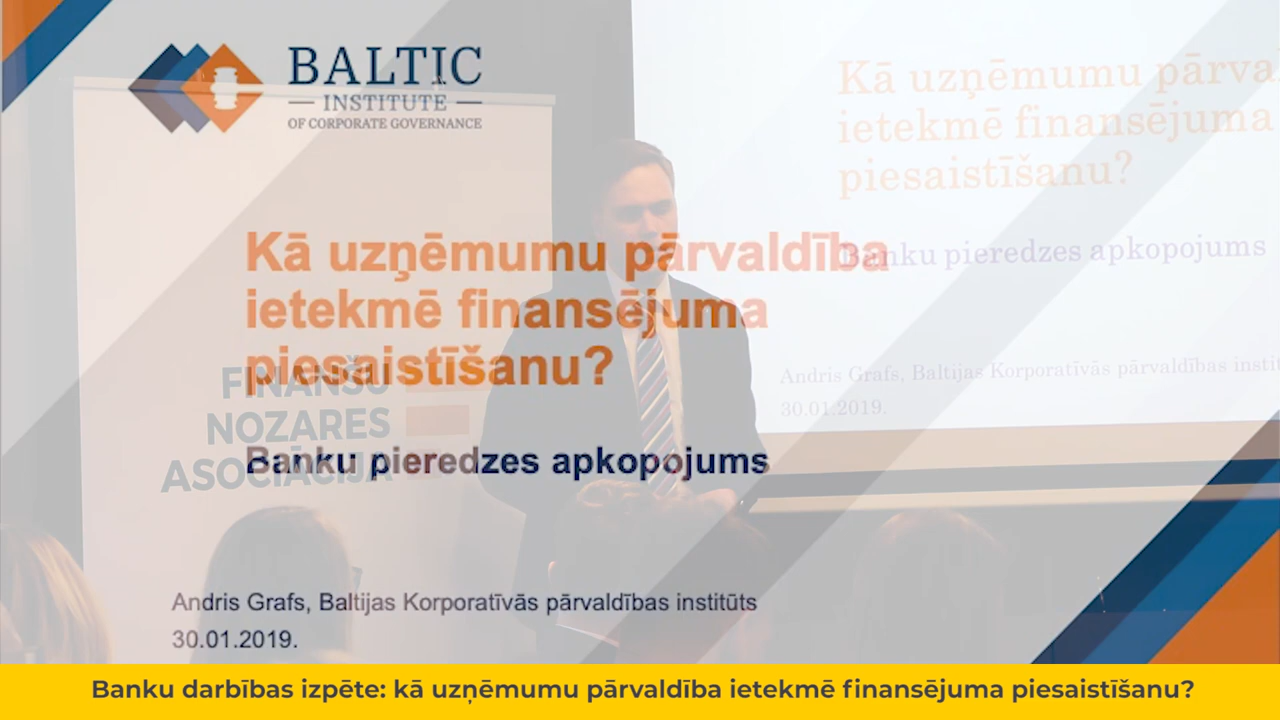 BALTIC
INSTITUTE
OF CORPORATE GOVERNANCE
Kā uzņēmumu pārvaldība
ietekmē finansējuma
piesaistīšanu?
Banku pieredzes apkopojums
Andris Grafs, Baltijas Korporatīvās pārvaldības institūts
30.01.2019.
Kā uzņēmumu
ietekmē finansējuma
piesaistīšanu?
Banku pieredzes apkopojums
Andris Grafs, Baltijas Korporatīvās pārvaldības
30.01.2019.
FINANŠU
NOZARES
ASOCIĀCIJA
Banku darbības izpēte: kā uzņēmumu pārvaldība ietekmē finansējuma piesaistīšanu?